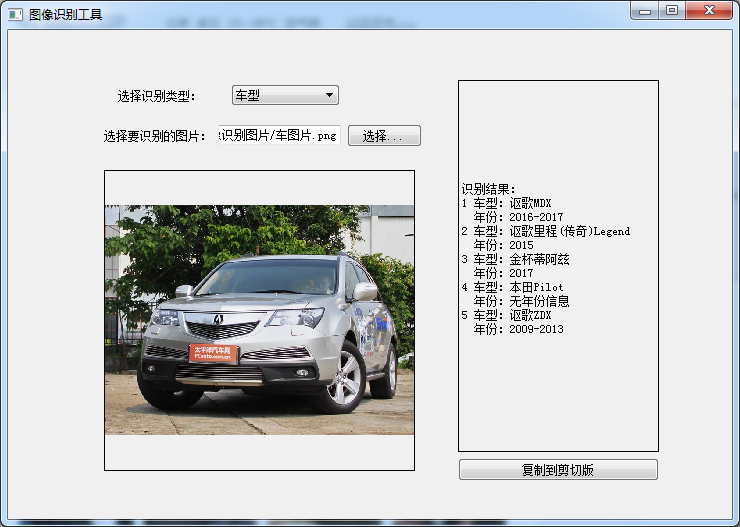 图像识别工具
选择识别类型:
车型
选择要识别的图片:
识别图片/车图片.png
选择...
太平洋汽车网
PCauto.com.cn
识别结果:
1 车型: 讴歌MDX
年份: 2016-2017
2 车型: 讴歌里程(传奇)Legend
年份: 2015
3 车型: 金杯蒂阿兹
年份: 2017
4 车型: 本田Pilot
年份: 无年份信息
5 车型: 讴歌ZDX
年份: 2009-2013
复制到剪切版